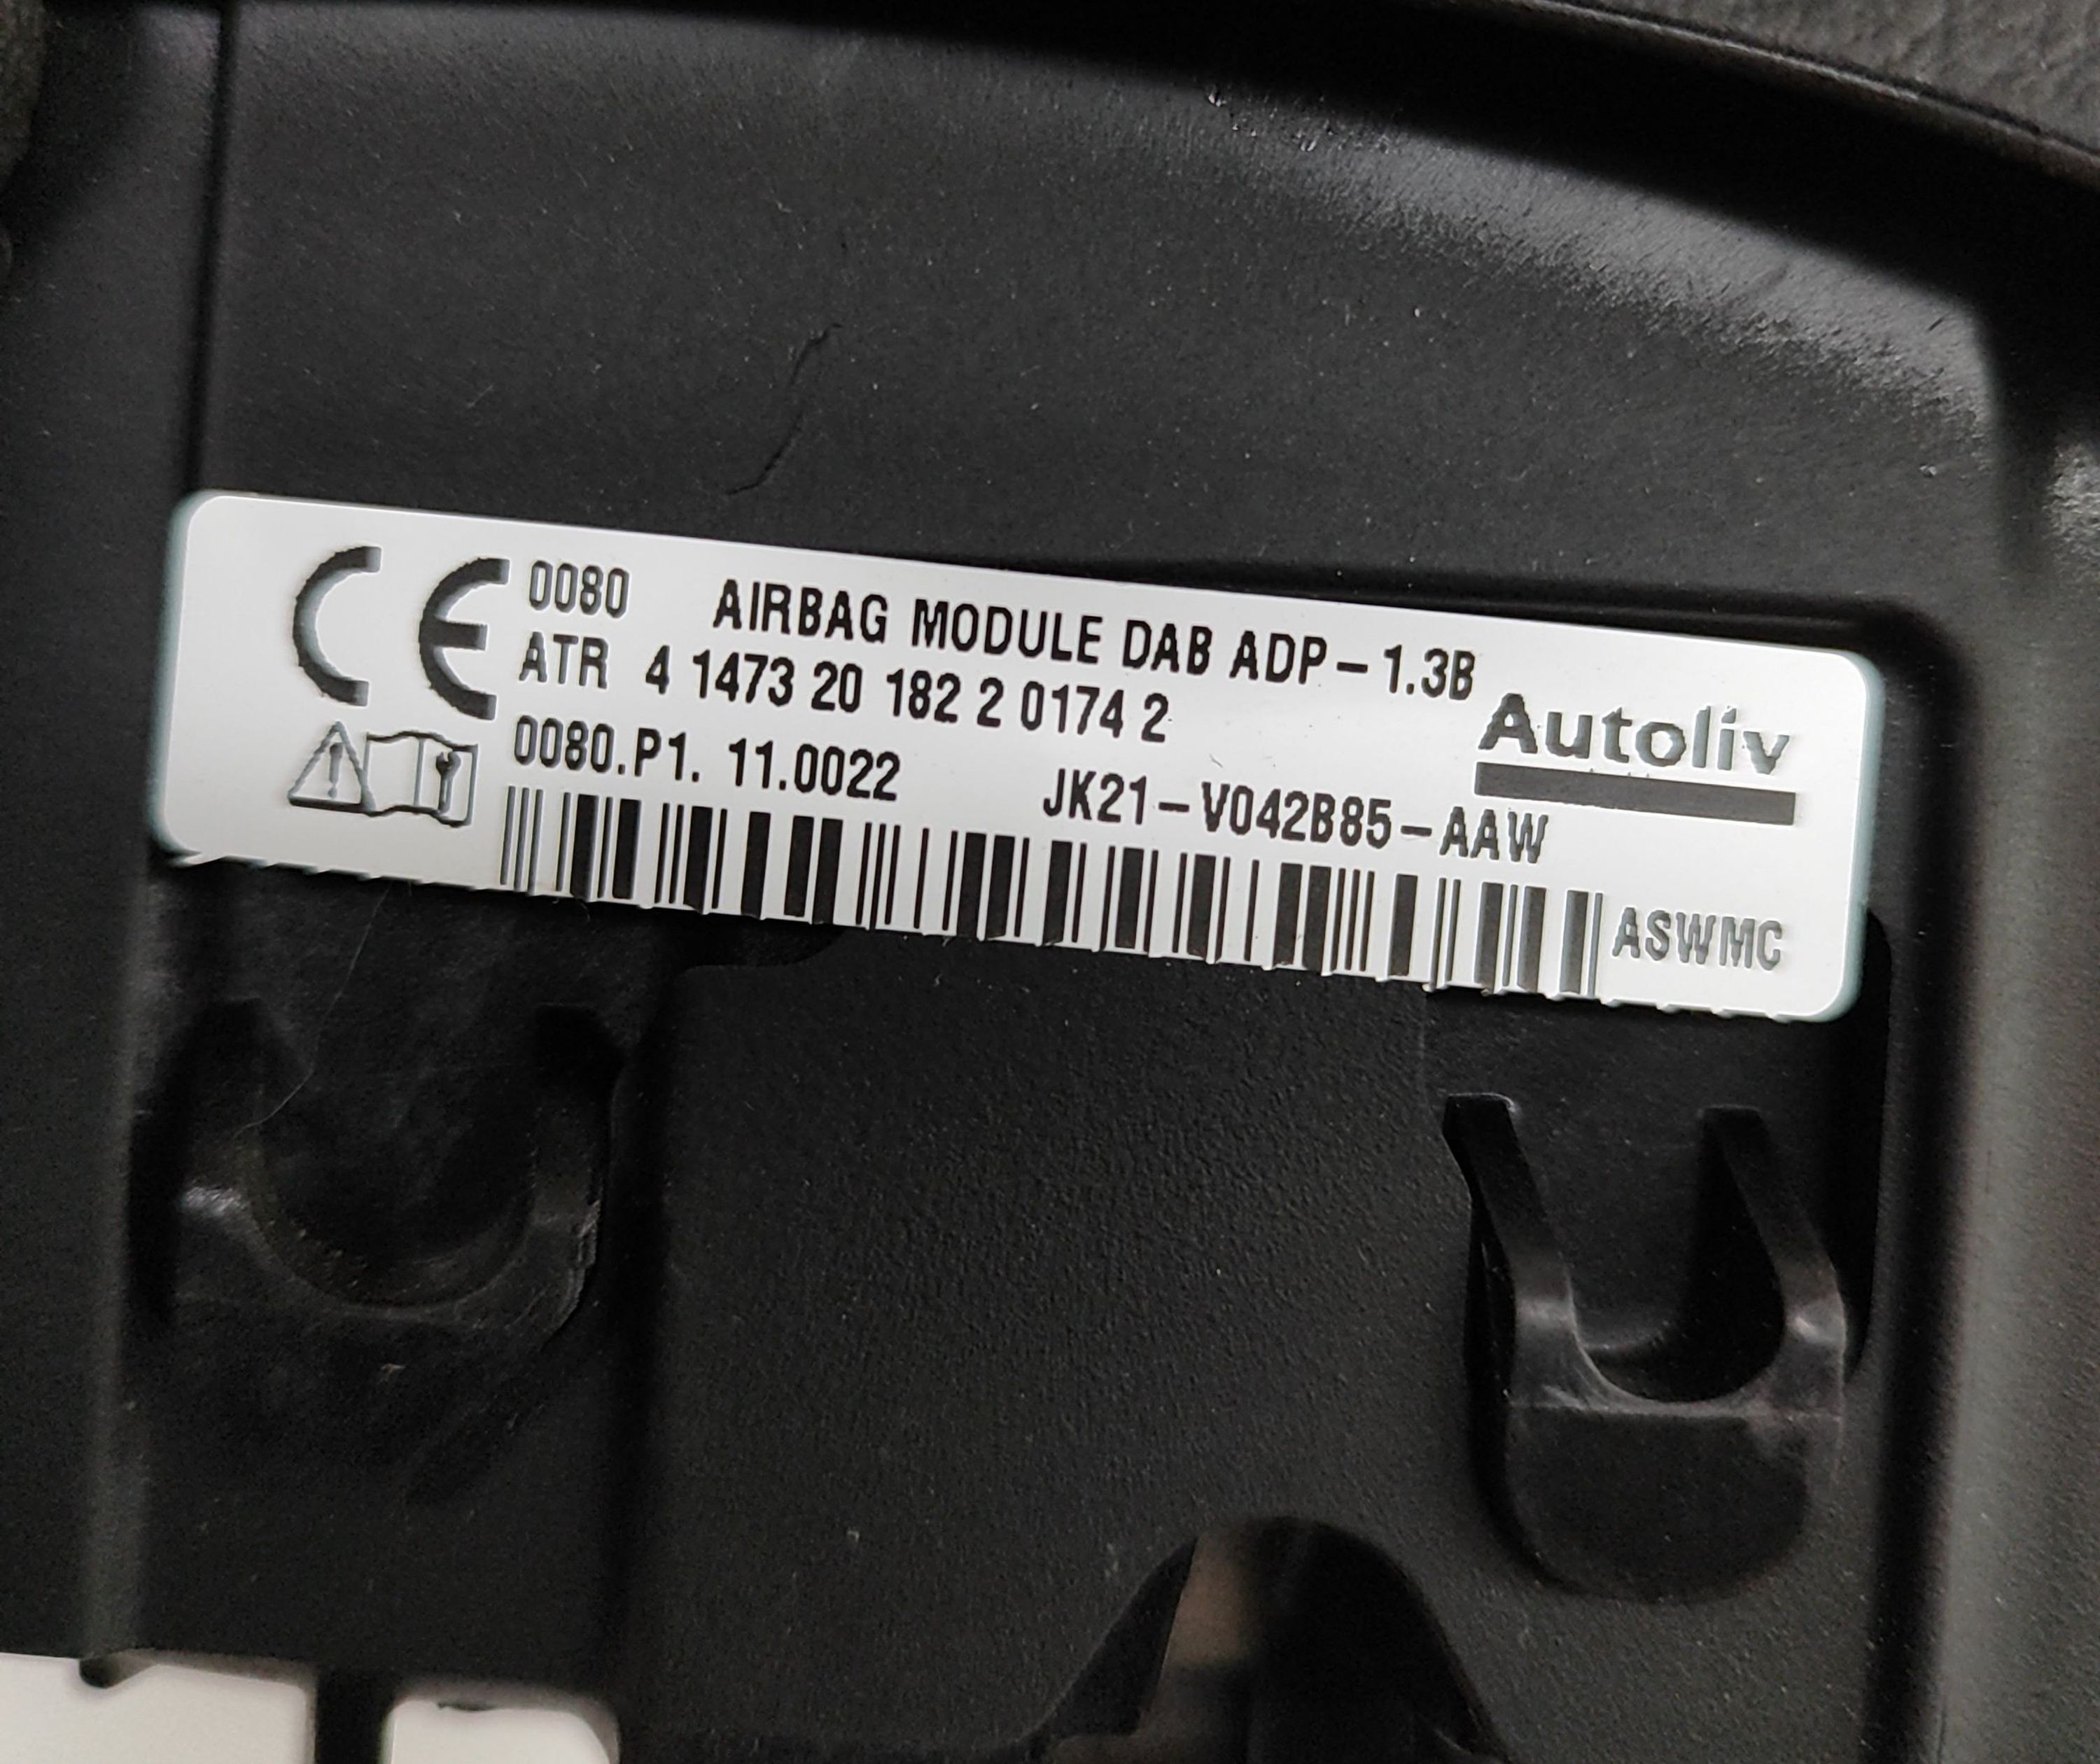 CE 0080 AIRBAG MODULE DAB ADP-1.3B
ATR 4 1473 20 182 2 0174 2
Autoliv
0080.P1. 11.0022 JK21-V042B85-AAW
ASWMC